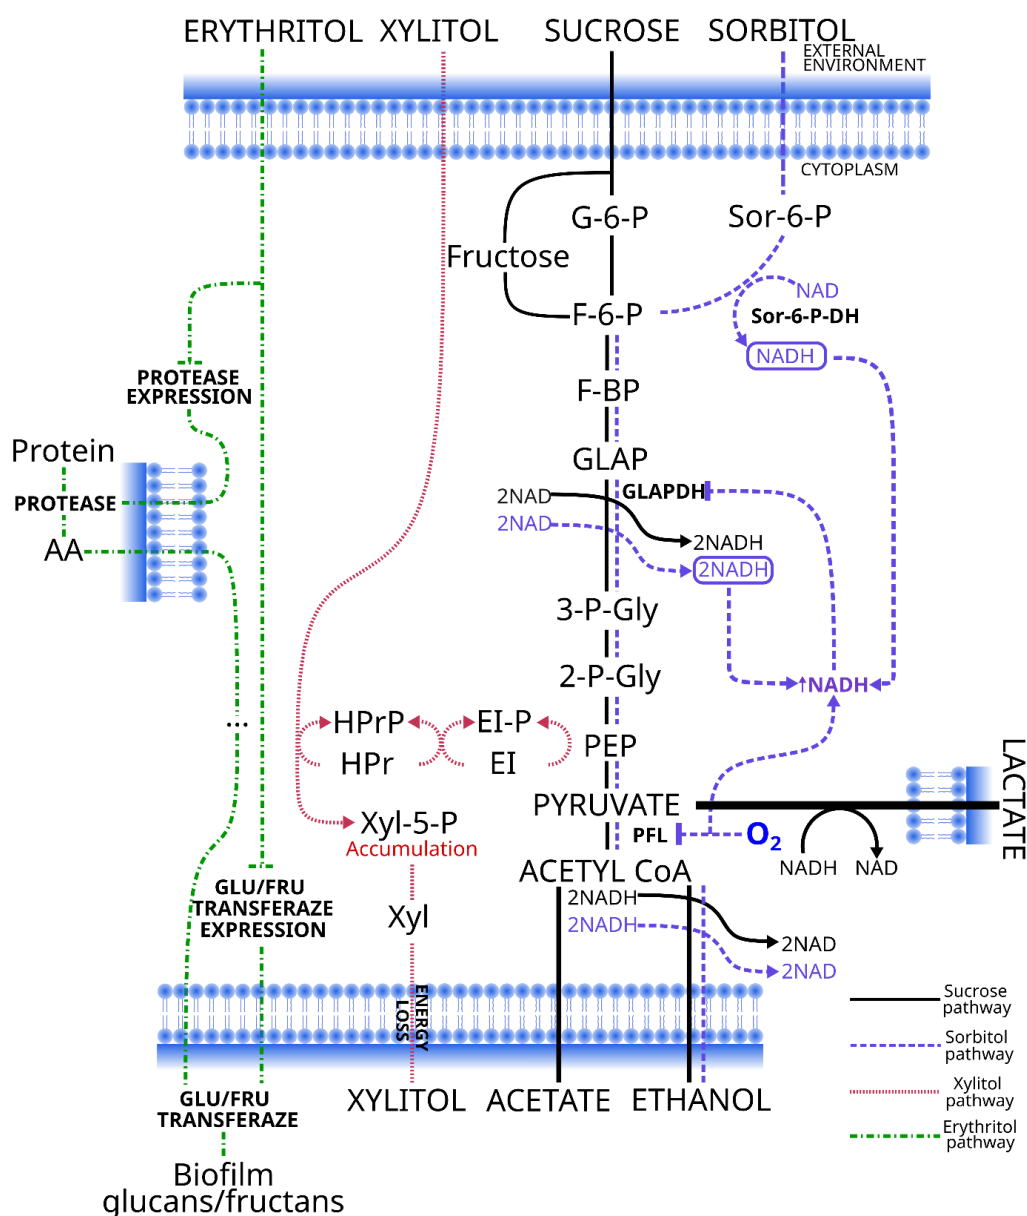 ERYTHRITOL XYLITOL SUCROSE SORBITOL
EXTERNAL
ENVIRONMENT
CYTOPLASM
G-6-P
Sor-6-P
Fructose
NAD
F-6-P
Sor-6-P-DH
NADH
PROTEASE
EXPRESSION
F-BP
Protein
GLAP
PROTEASE
2NAD
GLAPDH
2NAD
AA
2NADH
2NADH
3-P-Gly
2-P-Gly
↑NADH
...
HPrP
EI-P
HPr
EI
PEP
LACTATE
PYRUVATE
Xyl-5-P
Accumulation
PFL
O2
NADH
NAD
ACETYL CoA
GLU/FRU
TRANSFERAZE
EXPRESSION
2NADH
Xyl
2NADH
2NAD
2NAD
ENERGY
LOSS
Sucrose
pathway
Sorbitol
pathway
Xylitol
pathway
Erythritol
pathway
GLU/FRU
TRANSFERAZE
XYLITOL ACETATE ETHANOL
Biofilm
glucans/fructans